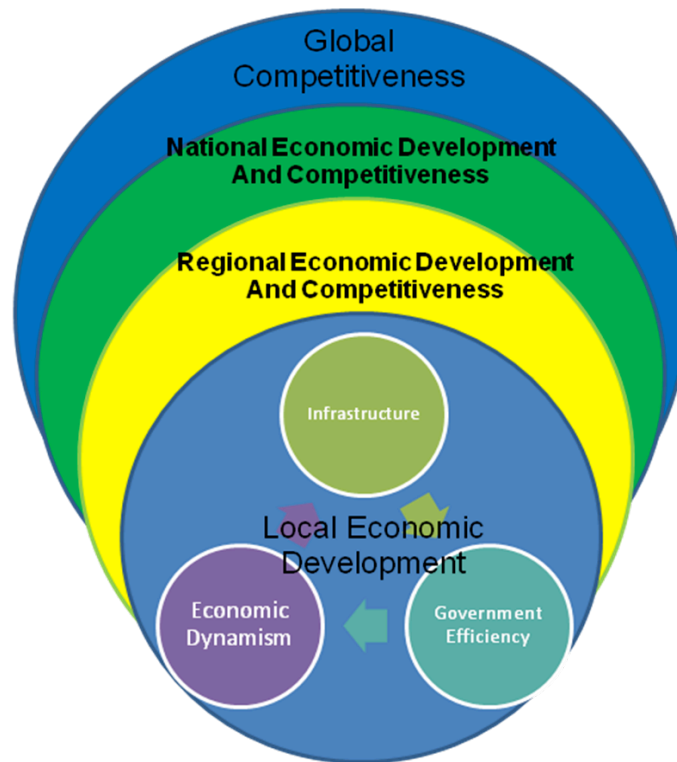 Global
Competitiveness
National Economic Development
And Competitiveness
Regional Economic Development
And Competitiveness
Infrastructure
Local Economic
Development
Economic
Dynamism
Government
Efficiency